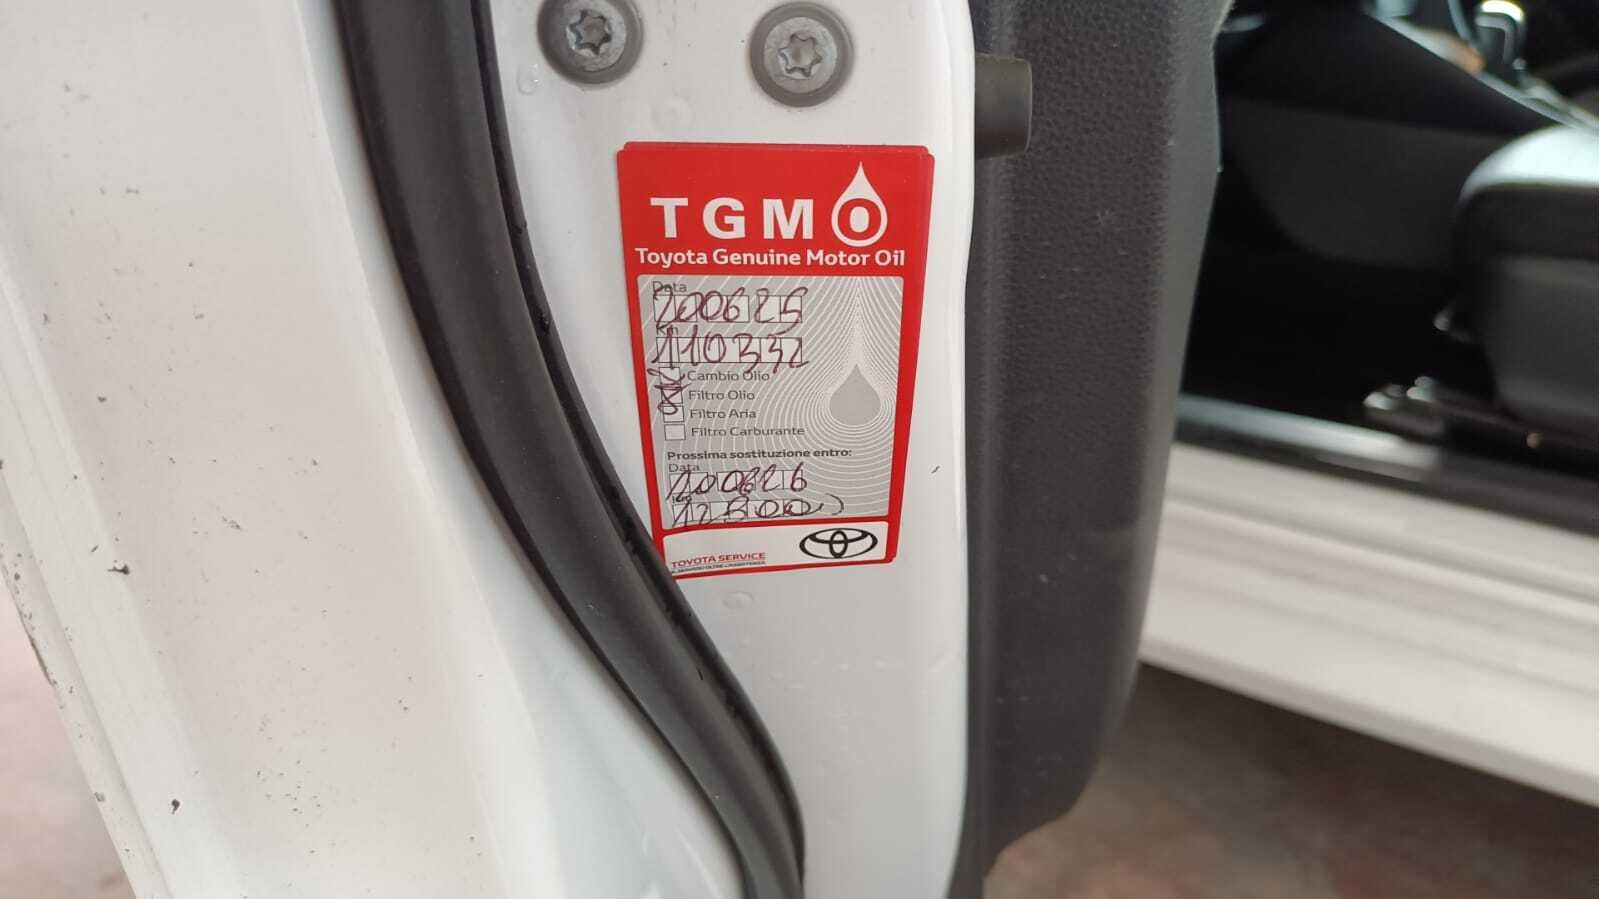 TGMO
Toyota Genuine Motor Oil
Data
200625
Km
110332
Cambio Olio
Filtro Olio
Filtro Aria
Filtro Carburante
Prossima sostituzione entro:
Data
200626
TOYOTA SERVICE